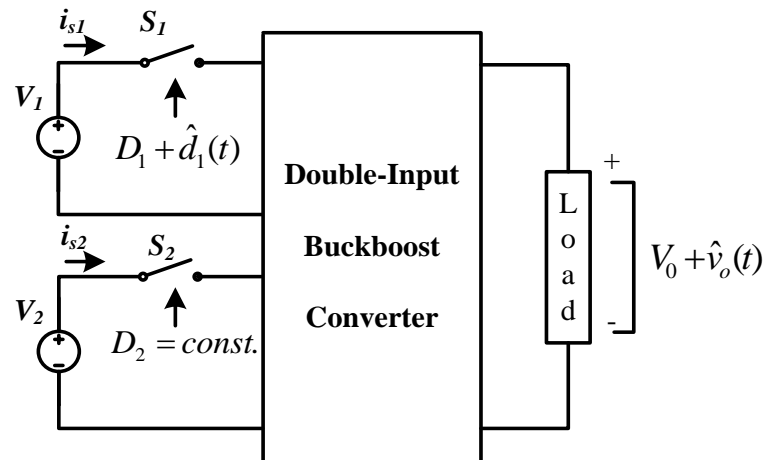 i_{s1}
S_1
V_1
+
-
D_1 + \hat{d}_1(t)
i_{s2}
S_2
V_2
+
-
D_2 = const.
Double-Input
Buckboost
Converter
Load
+
-
V_0 + \hat{v}_o(t)